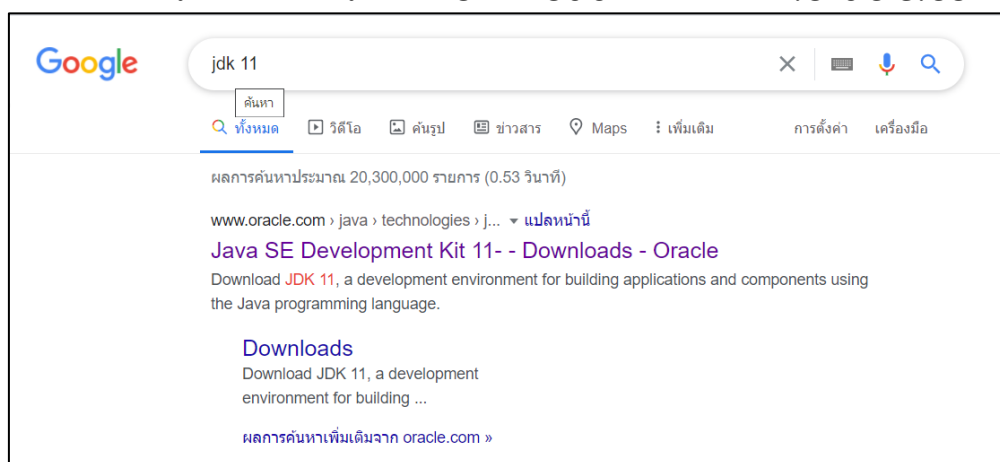 Google
jdk 11
ค้นหา
ทั้งหมด วิดีโอ ค้นรูป ข่าวสาร Maps เพิ่มเติม การตั้งค่า เครื่องมือ
ผลการค้นหาประมาณ 20,300,000 รายการ (0.53 วินาที)
www.oracle.com › java › technologies › j... แปลหน้านี้
Java SE Development Kit 11- - Downloads - Oracle
Download JDK 11, a development environment for building applications and components using
the Java programming language.
Downloads
Download JDK 11, a development
environment for building ...
ผลการค้นหาเพิ่มเติมจาก oracle.com »